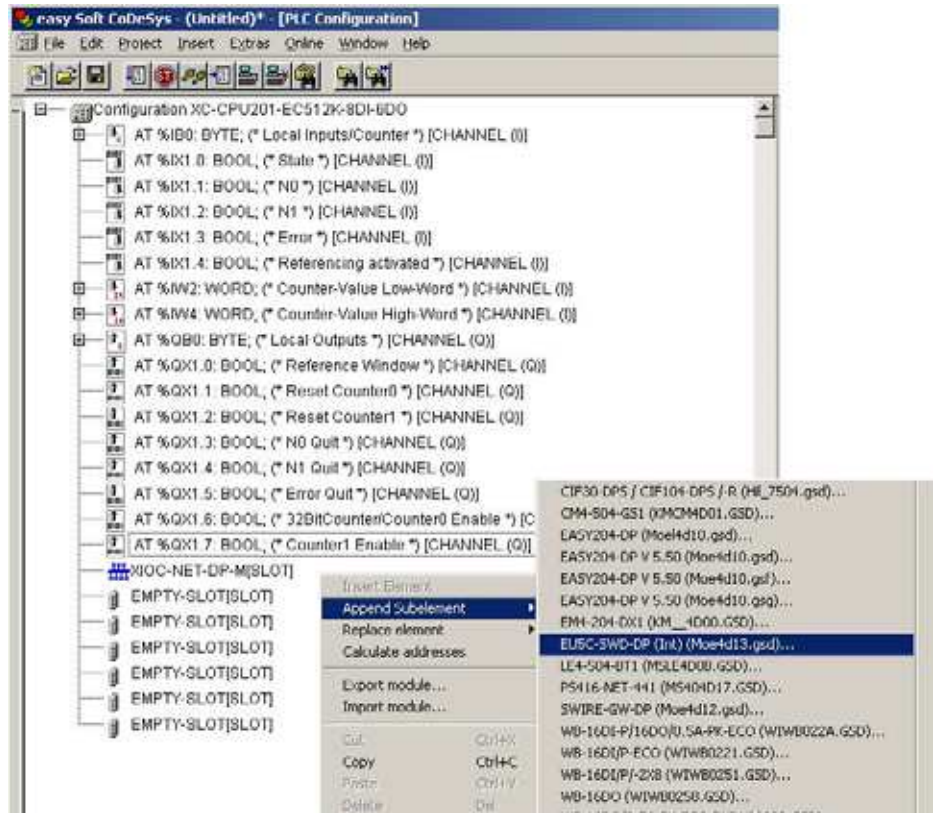 easy Soft CoDeSys - (Untitled)* - [PLC Configuration]
File Edit Project Insert Extras Online Window Help
Configuration XC-CPU201-EC512K-8DI-6DO
AT %IB0: BYTE; (* Local Inputs/Counter *) [CHANNEL (I)]
AT %IX1.0: BOOL; (* State *) [CHANNEL (I)]
AT %IX1.1: BOOL; (* N0 *) [CHANNEL (I)]
AT %IX1.2: BOOL; (* N1 *) [CHANNEL (I)]
AT %IX1.3: BOOL; (* Error *) [CHANNEL (I)]
AT %IX1.4: BOOL; (* Referencing activated *) [CHANNEL (I)]
AT %IW2: WORD; (* Counter-Value Low-Word *) [CHANNEL (I)]
AT %IW4: WORD; (* Counter-Value High-Word *) [CHANNEL (I)]
AT %QB0: BYTE; (* Local Outputs *) [CHANNEL (Q)]
AT %QX1.0: BOOL; (* Reference Window *) [CHANNEL (Q)]
AT %QX1.1: BOOL; (* Reset Counter0 *) [CHANNEL (Q)]
AT %QX1.2: BOOL; (* Reset Counter1 *) [CHANNEL (Q)]
AT %QX1.3: BOOL; (* N0 Quit *) [CHANNEL (Q)]
AT %QX1.4: BOOL; (* N1 Quit *) [CHANNEL (Q)]
AT %QX1.5: BOOL; (* Error Quit *) [CHANNEL (Q)]
AT %QX1.6: BOOL; (* 32BitCounter/Counter0 Enable *) [C
AT %QX1.7: BOOL; (* Counter1 Enable *) [CHANNEL (Q)]
XIOC-NET-DP-M[SLOT]
EMPTY-SLOT[SLOT]
EMPTY-SLOT[SLOT]
EMPTY-SLOT[SLOT]
EMPTY-SLOT[SLOT]
EMPTY-SLOT[SLOT]
EMPTY-SLOT[SLOT]
Insert Element
Append Subelement
Replace element
Calculate addresses
Export module...
Import module...
Cut Ctrl+X
Copy Ctrl+C
Paste Ctrl+V
Delete Del
CIF30-DPS / CIF104-DPS /-R (Hil_7504.gsd)...
CM4-504-GS1 (KMCM4D01.GSD)...
EASY204-DP (Moel4d10.gsd)...
EASY204-DP V 5.50 (Moe4d10.gsd)...
EASY204-DP V 5.50 (Moe4d10.gsf)...
EASY204-DP V 5.50 (Moe4d10.gsg)...
EM4-204-DX1 (KM__4D00.GSD)...
EU5C-SWD-DP (Int) (Moe4d13.gsd)...
LE4-504-BT1 (MSLE4D0B.GSD)...
PS416-NET-441 (MS404D17.GSD)...
SWIRE-GW-DP (Moe4d12.gsd)...
WB-16DI-P/16DO/0.5A-PK-ECO (WIWB022A.GSD)...
WB-16DI/P-ECO (WIWB0221.GSD)...
WB-16DI/P/-2X8 (WIWB0251.GSD)...
WB-16DO (WIWB0258.GSD)...